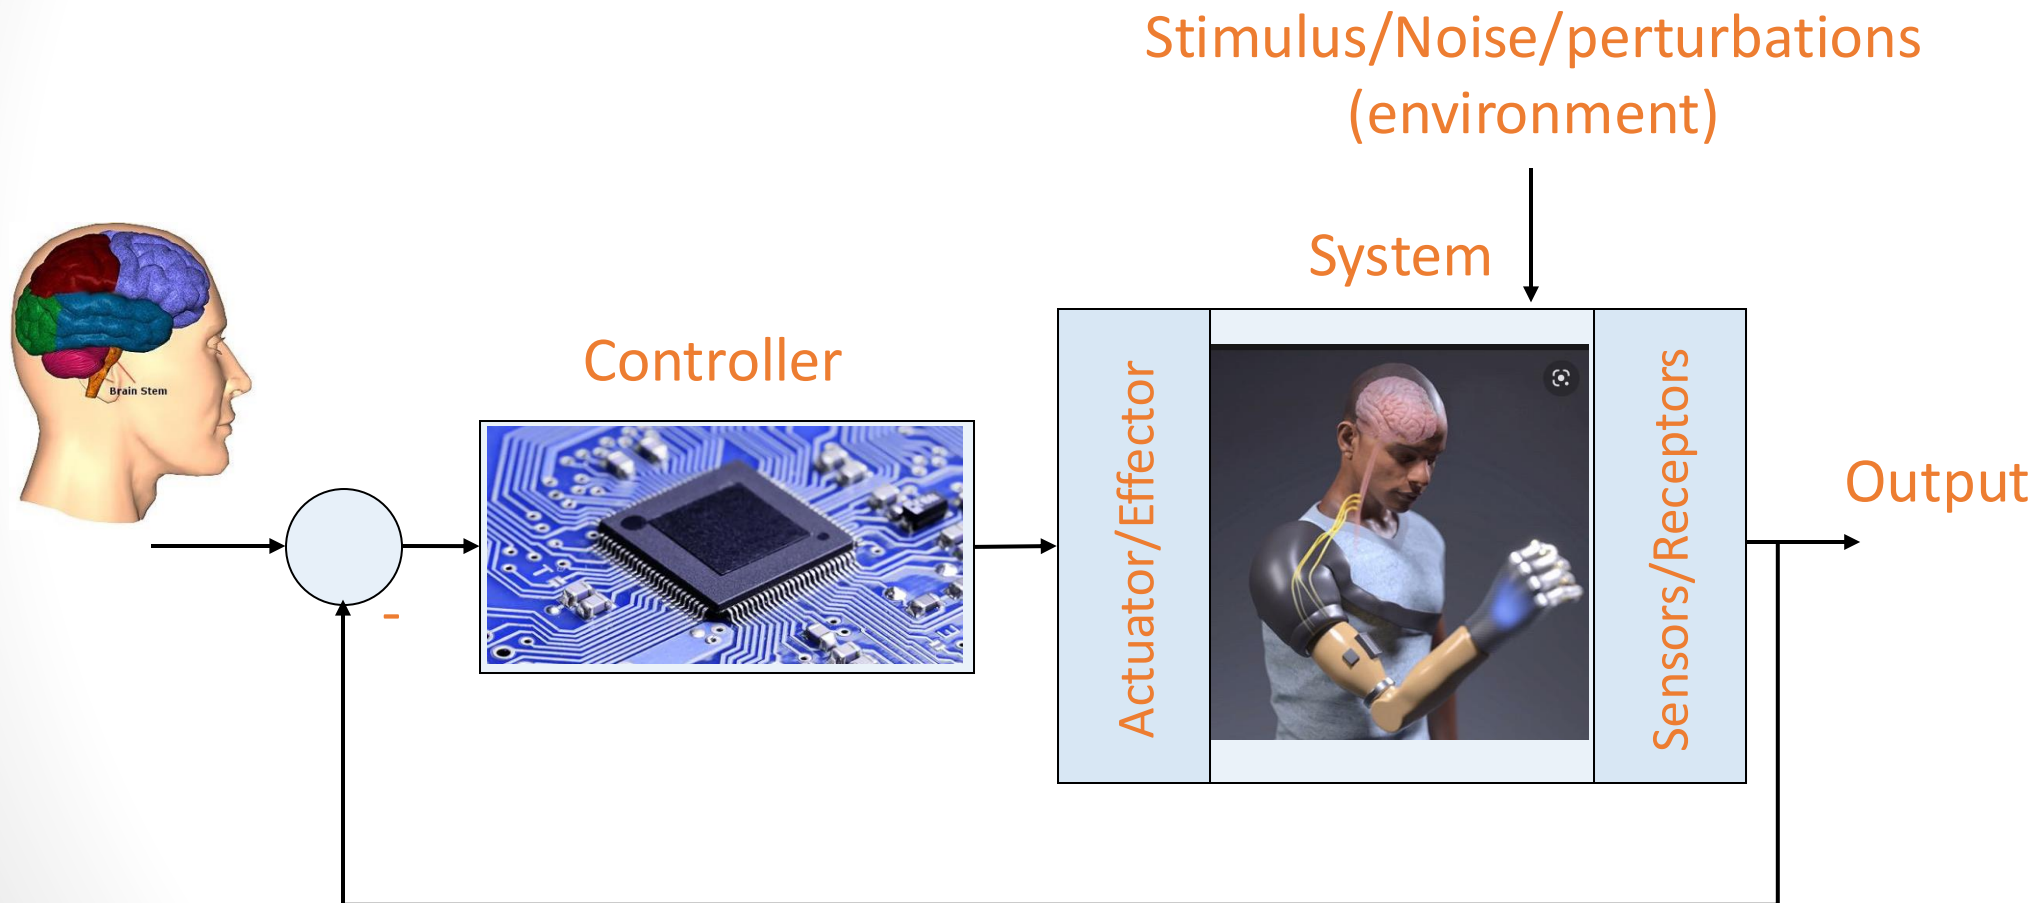 Stimulus/Noise/perturbations
(environment)
System
Brain Stem
Controller
Actuator/Effector
Sensors/Receptors
Output
-